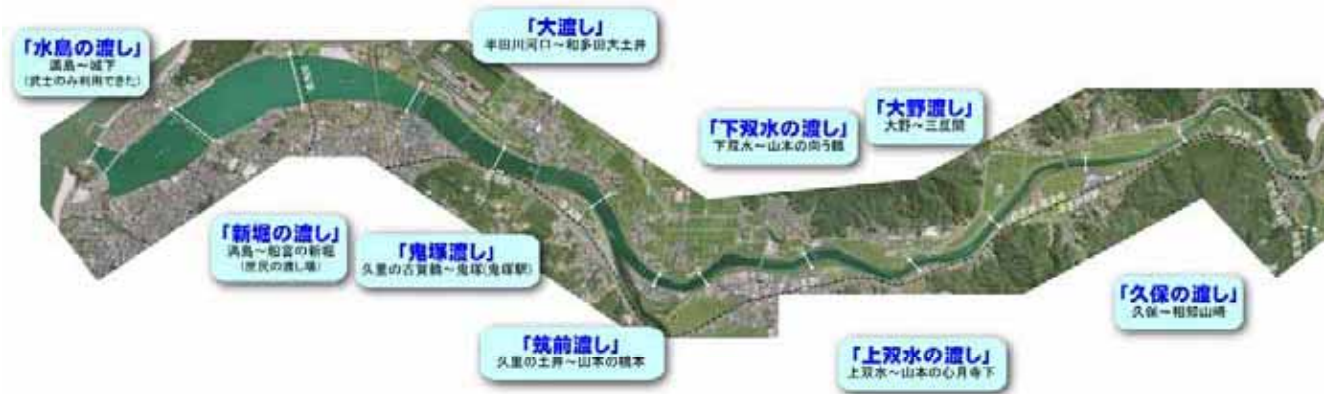 「水島の渡し」
満島～城下
(武士のみ利用できた)
「大渡し」
半田川河口～和多田大土井
「新堀の渡し」
満島～船宮の新堀
(庶民の渡し場)
「鬼塚渡し」
久里の古賀鶴～鬼塚(鬼塚駅)
「筑前渡し」
久里の土井～山本の橋本
「下双水の渡し」
下双水～山本の向う鶴
「大野渡し」
大野～三反間
「上双水の渡し」
上双水～山本の心月寺下
「久保の渡し」
久保～相知山崎